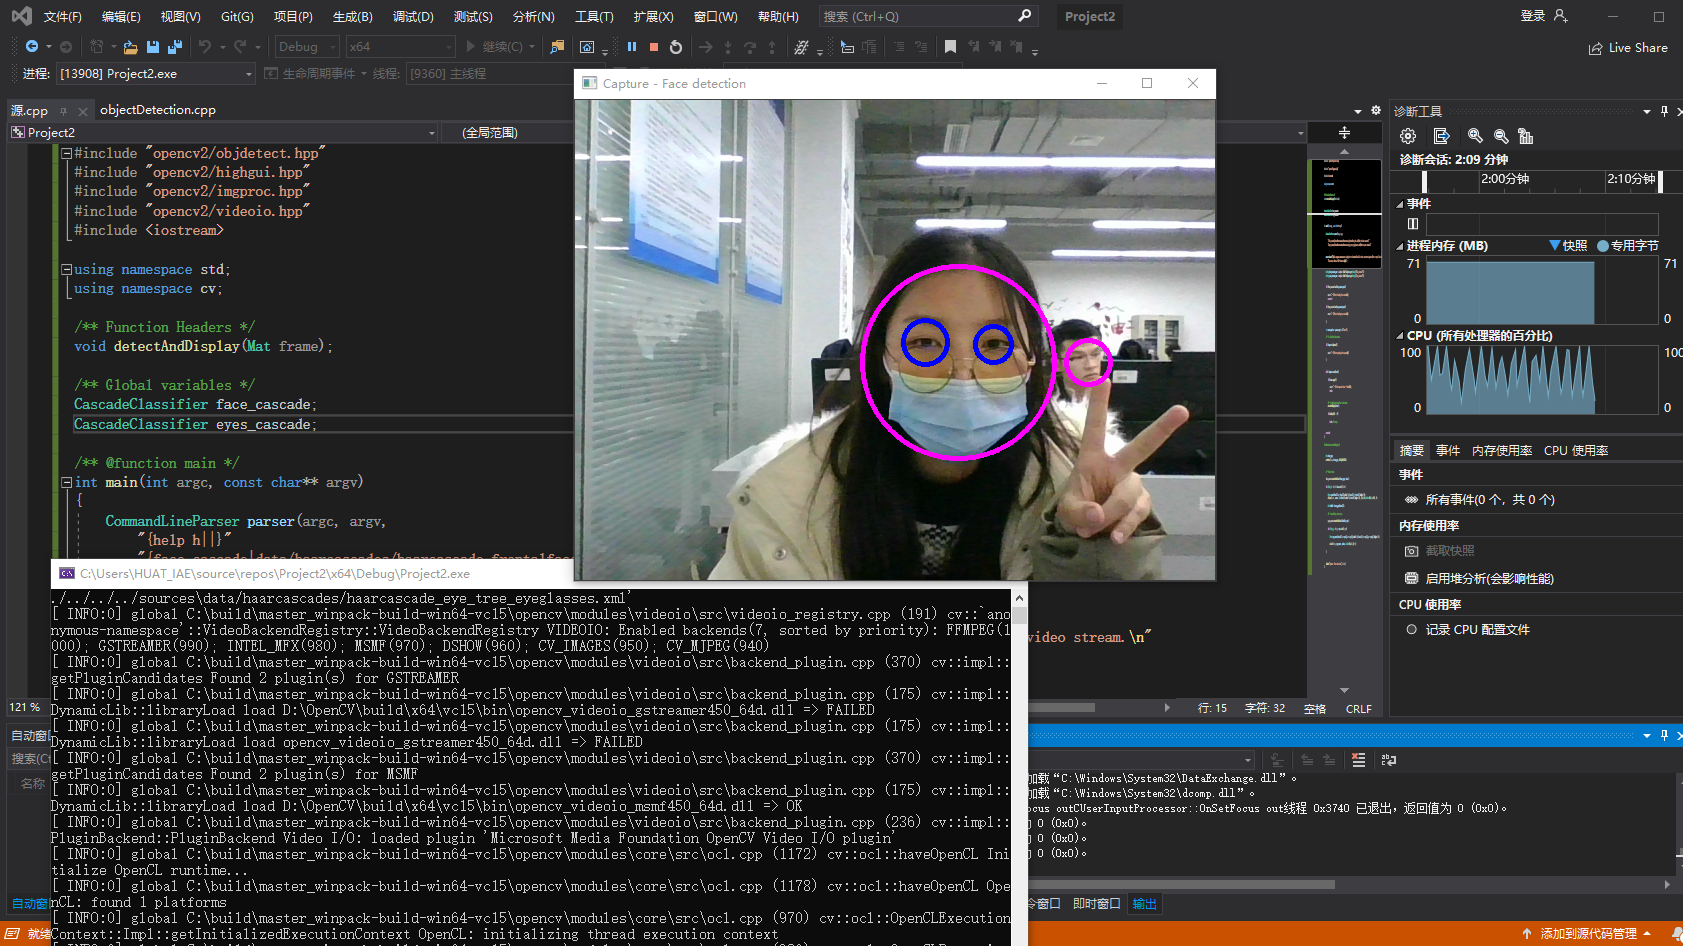 文件(F) 编辑(E) 视图(V) Git(G) 项目(P) 生成(B) 调试(D) 测试(S) 分析(N) 工具(T) 扩展(X) 窗口(W) 帮助(H) 搜索 (Ctrl+Q) Project2 登录
Debug x64 继续(C) Live Share
进程: [13908] Project2.exe 生命周期事件 线程: [9360] 主线程
源.cpp objectDetection.cpp
Project2 (全局范围)
#include "opencv2/objdetect.hpp"
#include "opencv2/highgui.hpp"
#include "opencv2/imgproc.hpp"
#include "opencv2/videoio.hpp"
#include <iostream>
using namespace std;
using namespace cv;
/** Function Headers */
void detectAndDisplay(Mat frame);
/** Global variables */
CascadeClassifier face_cascade;
CascadeClassifier eyes_cascade;
/** @function main */
int main(int argc, const char** argv)
{
CommandLineParser parser(argc, argv,
"{help h||}"
"{face_cascade|data/haarcascades/haarcascade_frontalface
video stream.\n"
121 %
行: 15 字符: 32 空格 CRLF
Capture - Face detection
C:\Users\HUAT_IAE\source\repos\Project2\x64\Debug\Project2.exe
./../../../sources\data/haarcascades/haarcascade_eye_tree_eyeglasses.xml'
[ INFO:0] global C:\build\master_winpack-build-win64-vc15\opencv\modules\videoio\src\videoio_registry.cpp (191) cv::`ano
nymous-namespace'::VideoBackendRegistry::VideoBackendRegistry VIDEOIO: Enabled backends(7, sorted by priority): FFMPEG(1
000); GSTREAMER(990); INTEL_MFX(980); MSMF(970); DSHOW(960); CV_IMAGES(950); CV_MJPEG(940)
[ INFO:0] global C:\build\master_winpack-build-win64-vc15\opencv\modules\videoio\src\backend_plugin.cpp (370) cv::impl::
getPluginCandidates Found 2 plugin(s) for GSTREAMER
[ INFO:0] global C:\build\master_winpack-build-win64-vc15\opencv\modules\videoio\src\backend_plugin.cpp (175) cv::impl::
DynamicLib::libraryLoad load D:\OpenCV\build\x64\vc15\bin\opencv_videoio_gstreamer450_64d.dll => FAILED
[ INFO:0] global C:\build\master_winpack-build-win64-vc15\opencv\modules\videoio\src\backend_plugin.cpp (175) cv::impl::
DynamicLib::libraryLoad load opencv_videoio_gstreamer450_64d.dll => FAILED
[ INFO:0] global C:\build\master_winpack-build-win64-vc15\opencv\modules\videoio\src\backend_plugin.cpp (370) cv::impl::
getPluginCandidates Found 2 plugin(s) for MSMF
[ INFO:0] global C:\build\master_winpack-build-win64-vc15\opencv\modules\videoio\src\backend_plugin.cpp (175) cv::impl::
DynamicLib::libraryLoad load D:\OpenCV\build\x64\vc15\bin\opencv_videoio_msmf450_64d.dll => OK
[ INFO:0] global C:\build\master_winpack-build-win64-vc15\opencv\modules\videoio\src\backend_plugin.cpp (236) cv::impl::
PluginBackend::PluginBackend Video I/O: loaded plugin 'Microsoft Media Foundation OpenCV Video I/O plugin'
[ INFO:0] global C:\build\master_winpack-build-win64-vc15\opencv\modules\core\src\ocl.cpp (1172) cv::ocl::haveOpenCL Ini
tialize OpenCL runtime...
[ INFO:0] global C:\build\master_winpack-build-win64-vc15\opencv\modules\core\src\ocl.cpp (1178) cv::ocl::haveOpenCL Ope
nCL: found 1 platforms
[ INFO:0] global C:\build\master_winpack-build-win64-vc15\opencv\modules\core\src\ocl.cpp (970) cv::ocl::OpenCLExecution
Context::Impl::getInitializedExecutionContext OpenCL: initializing thread execution context
诊断工具
诊断会话: 2:09 分钟
2:00分钟 2:10分钟
事件
进程内存 (MB) 快照 专用字节
71 71
0 0
CPU (所有处理器的百分比)
100 100
0 0
摘要 事件 内存使用率 CPU 使用率
事件
所有事件(0 个，共 0 个)
内存使用率
截取快照
启用堆分析(会影响性能)
CPU 使用率
记录 CPU 配置文件
自动窗
搜索(Ct
名称
自动窗
加载“C:\Windows\System32\DataExchange.dll”。
加载“C:\Windows\System32\dcomp.dll”。
ocus outCUserInputProcessor::OnSetFocus out线程 0x3740 已退出，返回值为 0 (0x0)。
0 (0x0)。
0 (0x0)。
0 (0x0)。
令窗口 即时窗口 输出
就绪 添加到源代码管理